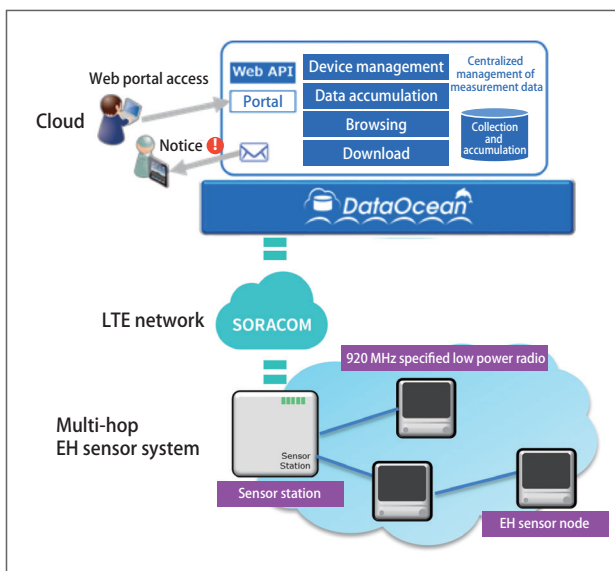 Web portal access
Cloud
Notice
!
Web API
Portal
Device management
Data accumulation
Browsing
Download
Centralized
management of
measurement data
Collection
and
accumulation
DataOcean
LTE network
SORACOM
920 MHz specified low power radio
Multi-hop
EH sensor system
Sensor
Station
Sensor station
EH sensor node